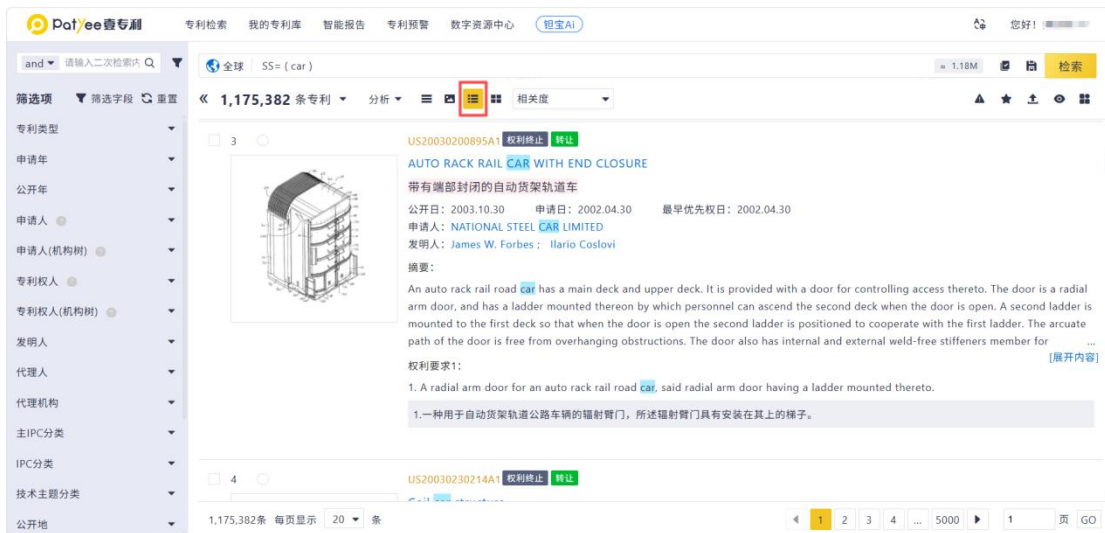 Patyee壹专利 专利检索 我的专利库 智能报告 专利预警 数字资源中心 钽宝Ai 您好!
and 请输入二次检索内 全球 SS= ( car ) ≈ 1.18M 检索
筛选项 筛选字段 重置 1,175,382 条专利 分析 相关度
专利类型
申请年
公开年
申请人
申请人(机构树)
专利权人
专利权人(机构树)
发明人
代理人
代理机构
主IPC分类
IPC分类
技术主题分类
公开地
3 US20030200895A1 权利终止 转让
AUTO RACK RAIL CAR WITH END CLOSURE
带有端部封闭的自动货架轨道车
公开日: 2003.10.30 申请日: 2002.04.30 最早优先权日: 2002.04.30
申请人: NATIONAL STEEL CAR LIMITED
发明人: James W. Forbes ; Ilario Coslovi
摘要:
An auto rack rail road car has a main deck and upper deck. It is provided with a door for controlling access thereto. The door is a radial
arm door, and has a ladder mounted thereon by which personnel can ascend the second deck when the door is open. A second ladder is
mounted to the first deck so that when the door is open the second ladder is positioned to cooperate with the first ladder. The arcuate
path of the door is free from overhanging obstructions. The door also has internal and external weld-free stiffeners member for ...
[展开内容]
权利要求1:
1. A radial arm door for an auto rack rail road car, said radial arm door having a ladder mounted thereto.
1.一种用于自动货架轨道公路车辆的辐射臂门，所述辐射臂门具有安装在其上的梯子。
4 US20030230214A1 权利终止 转让
1,175,382条 每页显示 20 条 1 2 3 4 ... 5000 1 页 GO